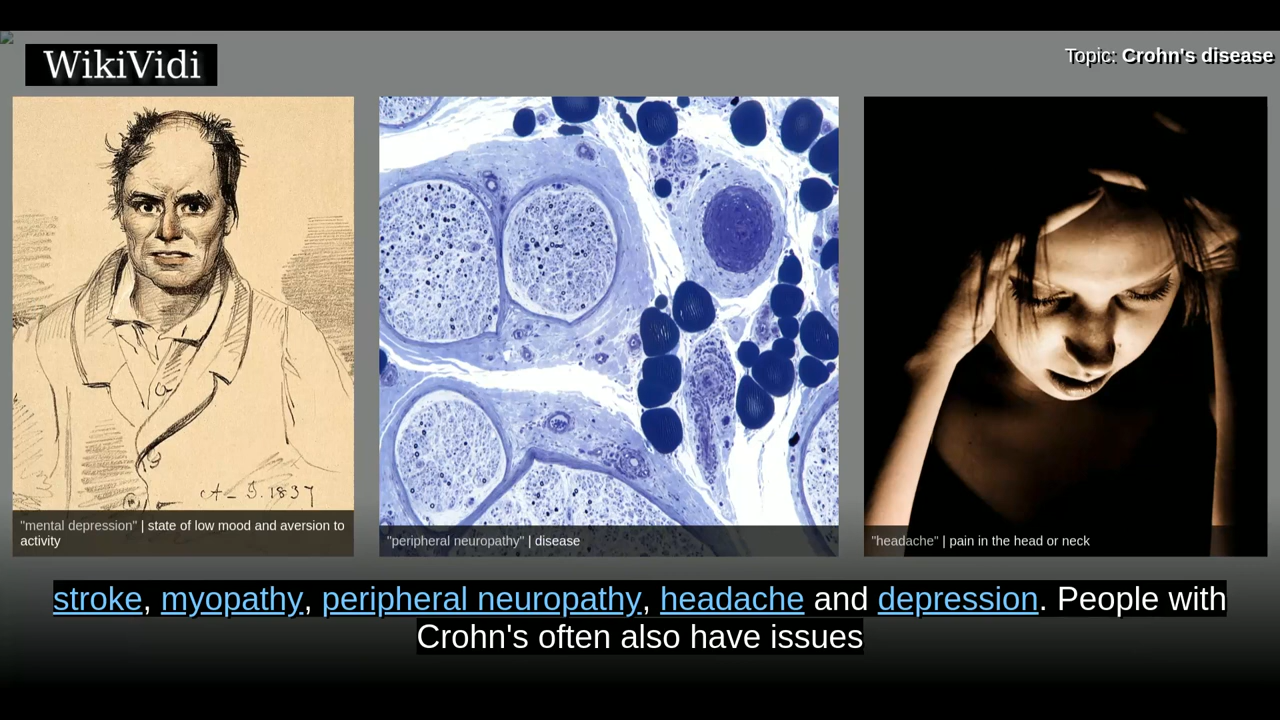 WikiVidi
Topic: Crohn's disease
A- I. 1837
"mental depression" | state of low mood and aversion to
activity
"peripheral neuropathy" | disease
"headache" | pain in the head or neck
stroke, myopathy, peripheral neuropathy, headache and depression. People with
Crohn's often also have issues